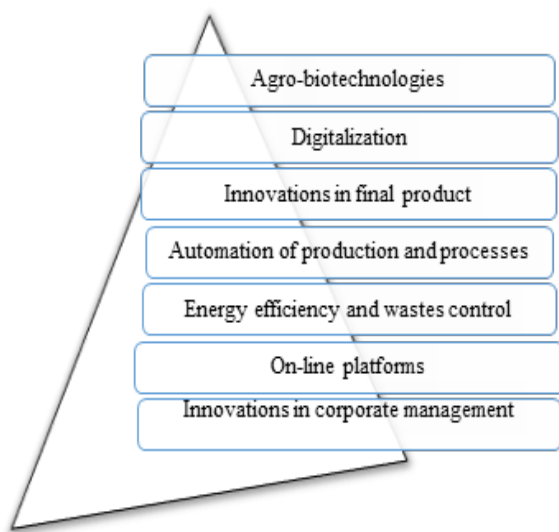 Agro-biotechnologies
Digitalization
Innovations in final product
Automation of production and processes
Energy efficiency and wastes control
On-line platforms
Innovations in corporate management